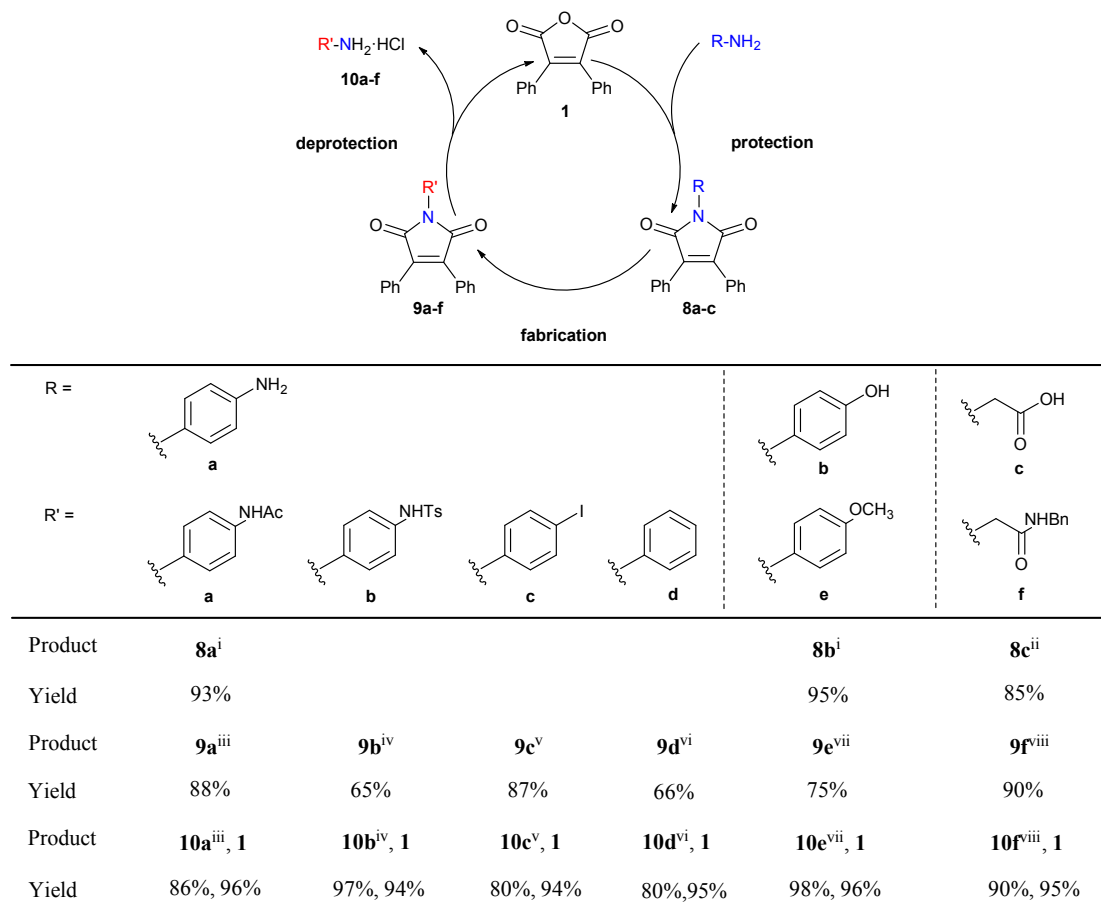 O O O
R'-NH₂·HCl R-NH₂
10a-f Ph Ph
1
deprotection protection
R' R
O N O O N O
Ph Ph Ph Ph
9a-f 8a-c
fabrication
R = NH₂ OH OH
O
a b c
R' = NHAc NHTs I OCH₃ NHBn
O
a b c d e f
Product 8aⁱ 8bⁱ 8cⁱⁱ
Yield 93% 95% 85%
Product 9aⁱⁱⁱ 9bⁱᵛ 9cᵛ 9dᵛⁱ 9eᵛⁱⁱ 9fᵛⁱⁱⁱ
Yield 88% 65% 87% 66% 75% 90%
Product 10aⁱⁱⁱ, 1 10bⁱᵛ, 1 10cᵛ, 1 10dᵛⁱ, 1 10eᵛⁱⁱ, 1 10fᵛⁱⁱⁱ, 1
Yield 86%, 96% 97%, 94% 80%, 94% 80%,95% 98%, 96% 90%, 95%